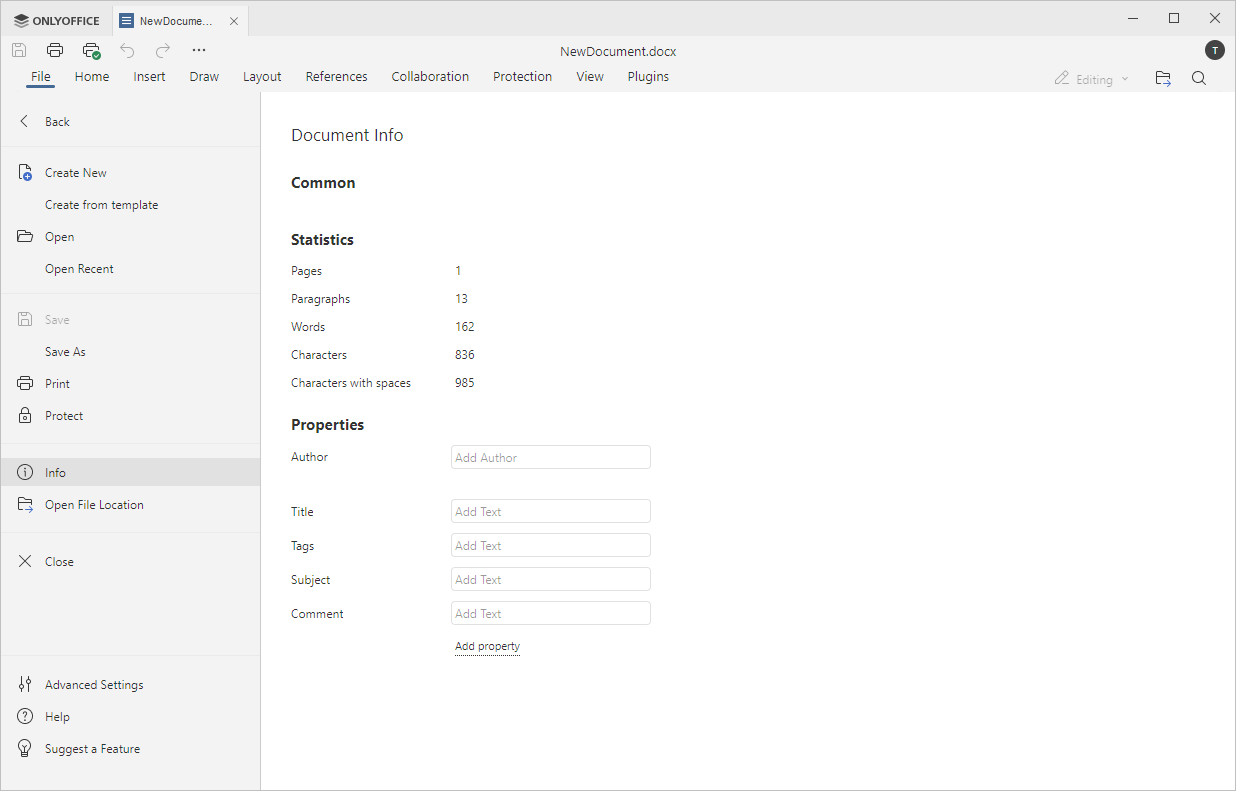 ONLYOFFICE NewDocume...
NewDocument.docx T
File Home Insert Draw Layout References Collaboration Protection View Plugins Editing
Back
Create New
Create from template
Open
Open Recent
Save
Save As
Print
Protect
Info
Open File Location
Close
Advanced Settings
Help
Suggest a Feature
Document Info
Common
Statistics
Pages 1
Paragraphs 13
Words 162
Characters 836
Characters with spaces 985
Properties
Author Add Author
Title Add Text
Tags Add Text
Subject Add Text
Comment Add Text
Add property